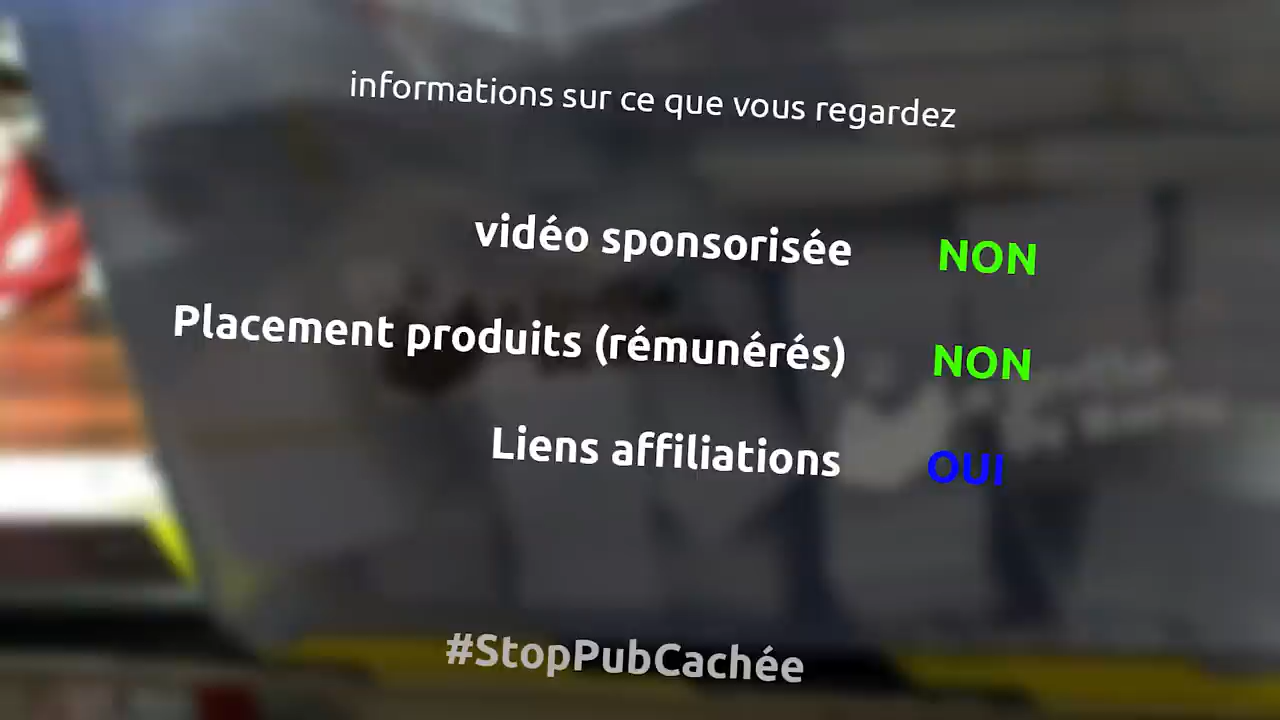 informations sur ce que vous regardez
vidéo sponsorisée NON
Placement produits (rémunérés) NON
Liens affiliations OUI
#StopPubCachée